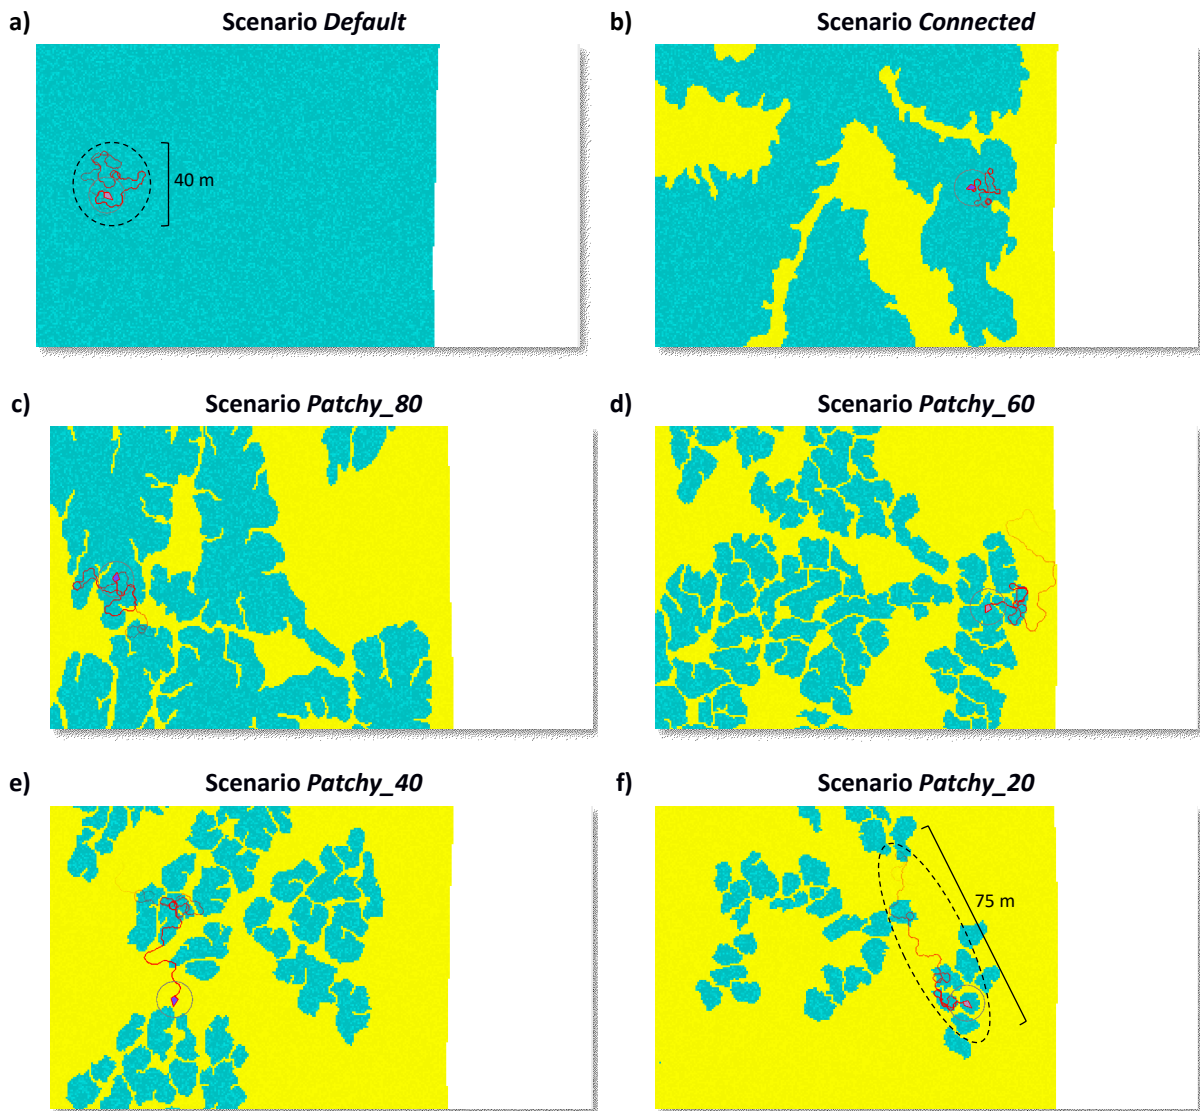 a) Scenario Default
b) Scenario Connected
40 m
c) Scenario Patchy_80
d) Scenario Patchy_60
e) Scenario Patchy_40
f) Scenario Patchy_20
75 m